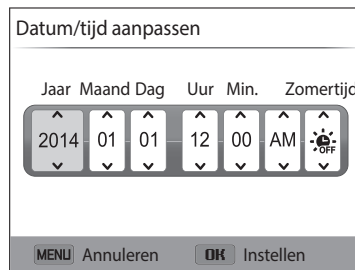 Datum/tijd aanpassen
Jaar Maand Dag Uur Min. Zomertijd
2014 01 01 12 00 AM OFF
MENU Annuleren OK Instellen